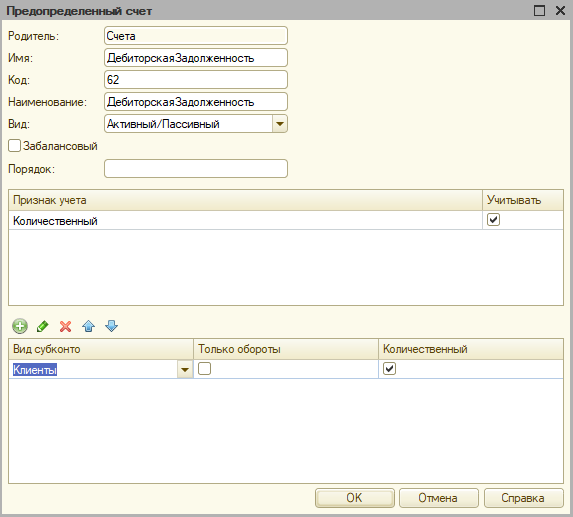 Предопределенный счет
Родитель: Счета
Имя: ДебиторскаяЗадолженность
Код: 62
Наименование: ДебиторскаяЗадолженность
Вид: Активный/Пассивный
Забалансовый
Порядок:
Признак учета Учитывать
Количественный
Вид субконто Только обороты Количественный
Клиенты
OK Отмена Справка